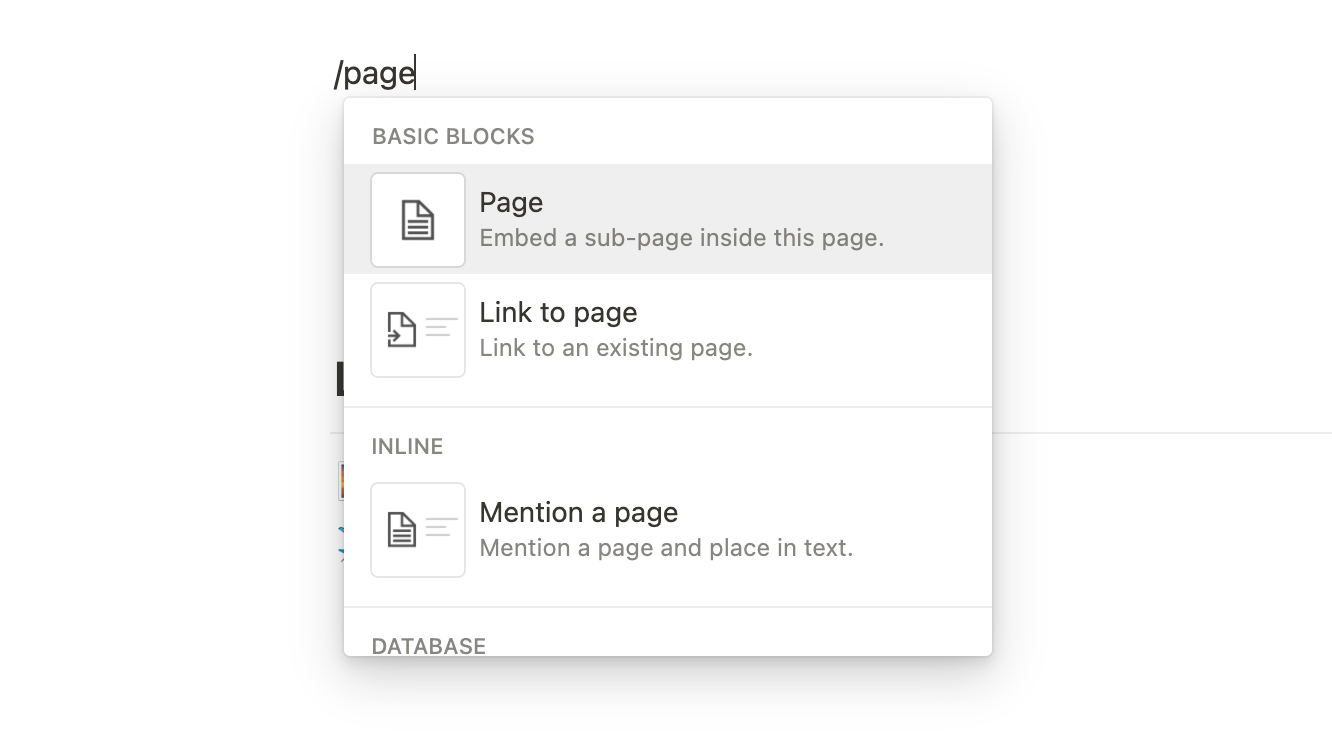 /page
BASIC BLOCKS
Page
Embed a sub-page inside this page.
Link to page
Link to an existing page.
INLINE
Mention a page
Mention a page and place in text.
DATABASE